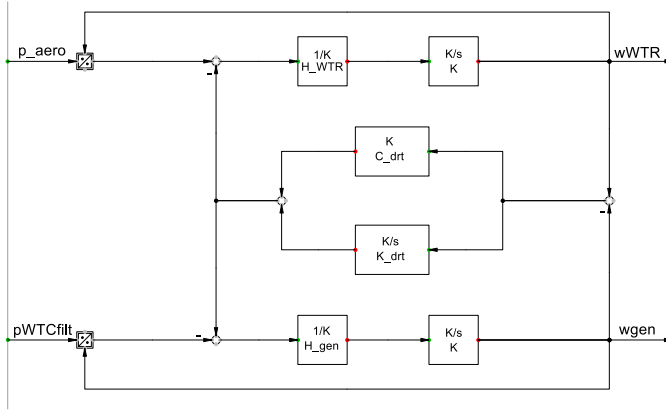 p_aero
1/K
H_WTR
K/s
K
wWTR
-
K
C_drt
-
K/s
K_drt
pWTCfilt
-
1/K
H_gen
K/s
K
wgen